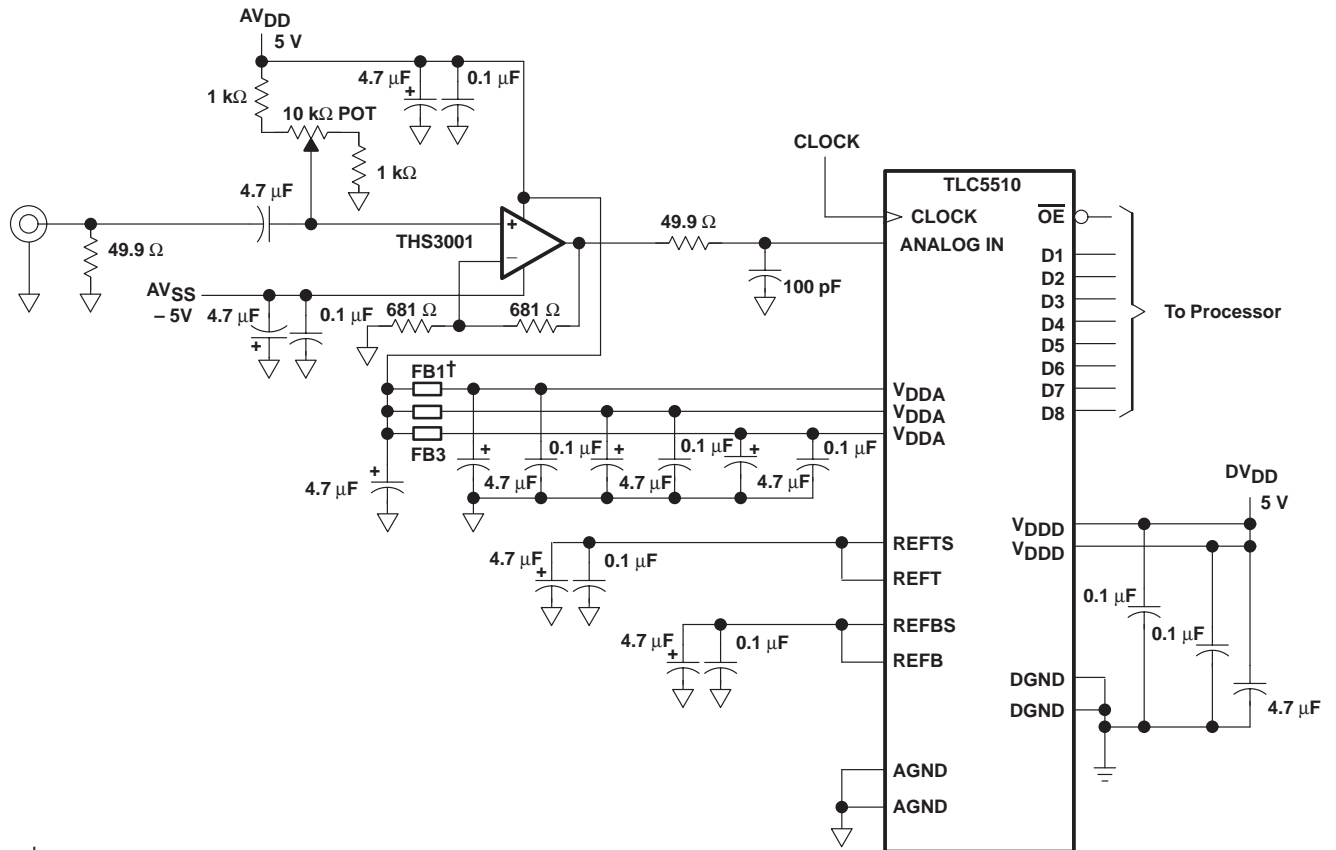 AVDD
5 V
4.7 µF
0.1 µF
1 kΩ
10 kΩ POT
1 kΩ
CLOCK
4.7 µF
TLC5510
OE
CLOCK
+
THS3001
49.9 Ω
ANALOG IN
D1
49.9 Ω
–
D2
100 pF
D3
To Processor
AVSS
– 5V
4.7 µF
0.1 µF
681 Ω
681 Ω
D4
+
D5
D6
FB1†
VDDA
D7
VDDA
D8
VDDA
FB3
+
0.1 µF
+
0.1 µF
+
0.1 µF
+
4.7 µF
4.7 µF
4.7 µF
4.7 µF
DVDD
5 V
VDDD
REFTS
VDDD
4.7 µF
+
0.1 µF
REFT
0.1 µF
REFBS
0.1 µF
4.7 µF
+
0.1 µF
REFB
DGND
4.7 µF
DGND
AGND
AGND